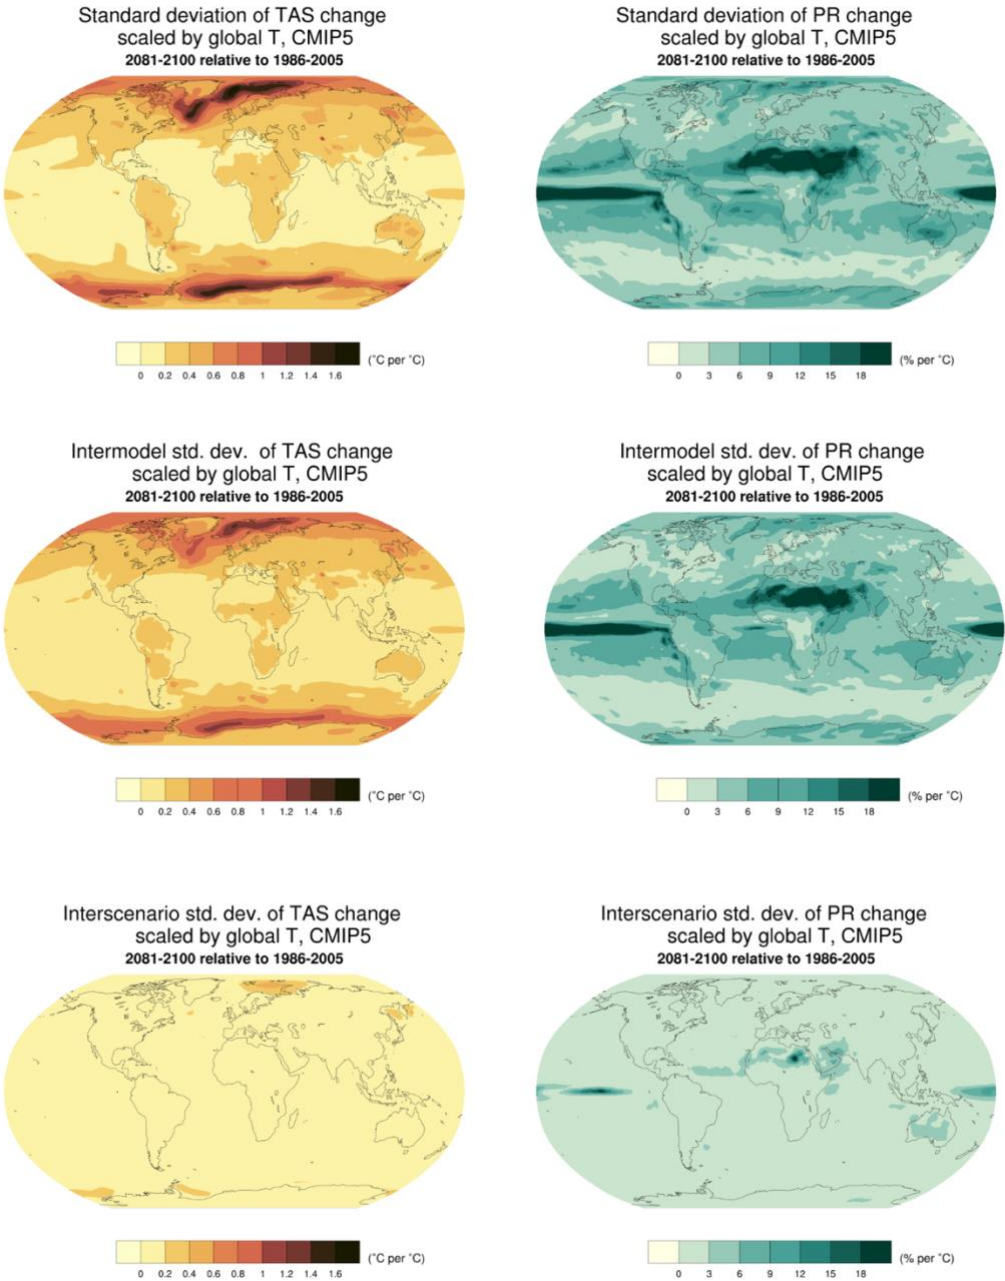 Standard deviation of TAS change
scaled by global T, CMIP5
2081-2100 relative to 1986-2005
0 0.2 0.4 0.6 0.8 1 1.2 1.4 1.6
(˚C per ˚C)
Standard deviation of PR change
scaled by global T, CMIP5
2081-2100 relative to 1986-2005
0 3 6 9 12 15 18
(% per ˚C)
Intermodel std. dev. of TAS change
scaled by global T, CMIP5
2081-2100 relative to 1986-2005
0 0.2 0.4 0.6 0.8 1 1.2 1.4 1.6
(˚C per ˚C)
Intermodel std. dev. of PR change
scaled by global T, CMIP5
2081-2100 relative to 1986-2005
0 3 6 9 12 15 18
(% per ˚C)
Interscenario std. dev. of TAS change
scaled by global T, CMIP5
2081-2100 relative to 1986-2005
0 0.2 0.4 0.6 0.8 1 1.2 1.4 1.6
(˚C per ˚C)
Interscenario std. dev. of PR change
scaled by global T, CMIP5
2081-2100 relative to 1986-2005
0 3 6 9 12 15 18
(% per ˚C)